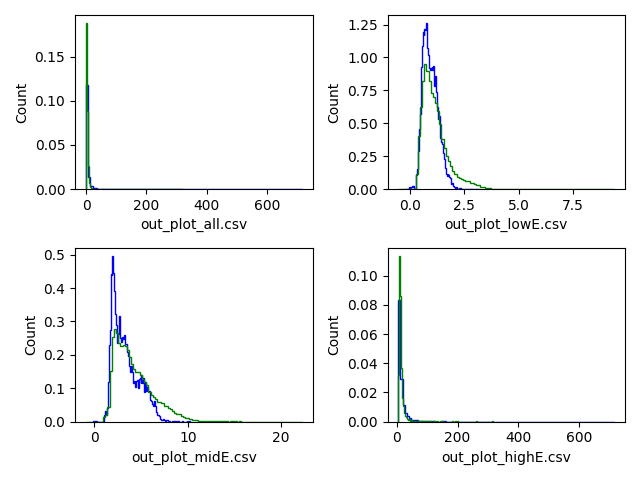 Count
0.15
0.10
0.05
0.00
0 200 400 600
out_plot_all.csv
Count
1.25
1.00
0.75
0.50
0.25
0.00
0.0 2.5 5.0 7.5
out_plot_lowE.csv
Count
0.5
0.4
0.3
0.2
0.1
0.0
0 10 20
out_plot_midE.csv
Count
0.10
0.08
0.06
0.04
0.02
0.00
0 200 400 600
out_plot_highE.csv